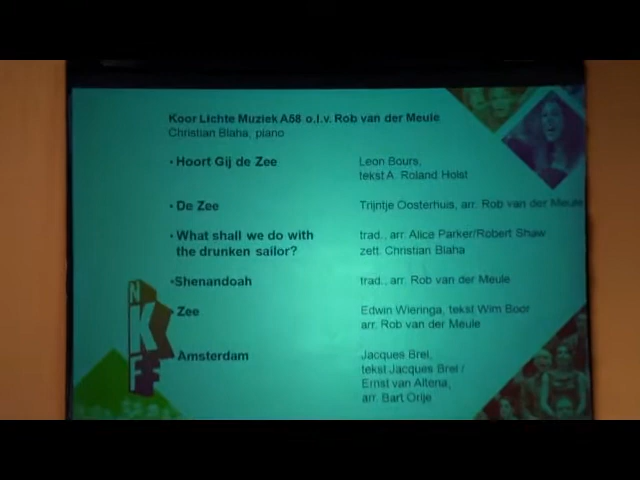 Koor Lichte Muziek A58 o.l.v. Rob van der Meule
Christian Blaha, piano
• Hoort Gij de Zee
Leon Bours,
tekst A. Roland Holst
• De Zee
Trijntje Oosterhuis, arr. Rob van der Meule
• What shall we do with
the drunken sailor?
trad., arr. Alice Parker/Robert Shaw
zett. Christian Blaha
•Shenandoah
trad., arr. Rob van der Meule
• Zee
Edwin Wieringa, tekst Wim Boor
arr. Rob van der Meule
• Amsterdam
Jacques Brel,
tekst Jacques Brel /
Ernst van Altena,
arr. Bart Orije
N
K
F